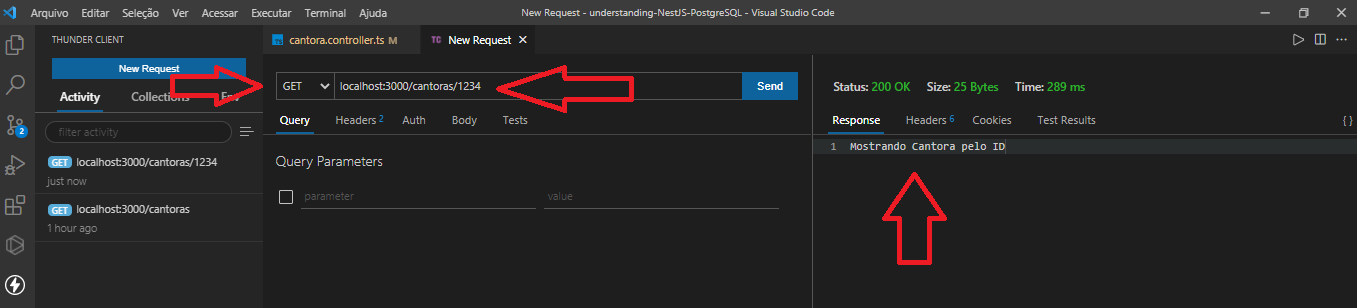 Arquivo Editar Seleção Ver Acessar Executar Terminal Ajuda New Request - understanding-NestJS-PostgreSQL - Visual Studio Code
THUNDER CLIENT
New Request
Activity Collections Env
filter activity
GET localhost:3000/cantoras/1234
just now
GET localhost:3000/cantoras
1 hour ago
2
TS cantora.controller.ts M
TC New Request
GET localhost:3000/cantoras/1234 Send
Query Headers 2 Auth Body Tests
Query Parameters
parameter value
Status: 200 OK Size: 25 Bytes Time: 289 ms
Response Headers 6 Cookies Test Results { }
1 Mostrando Cantora pelo ID